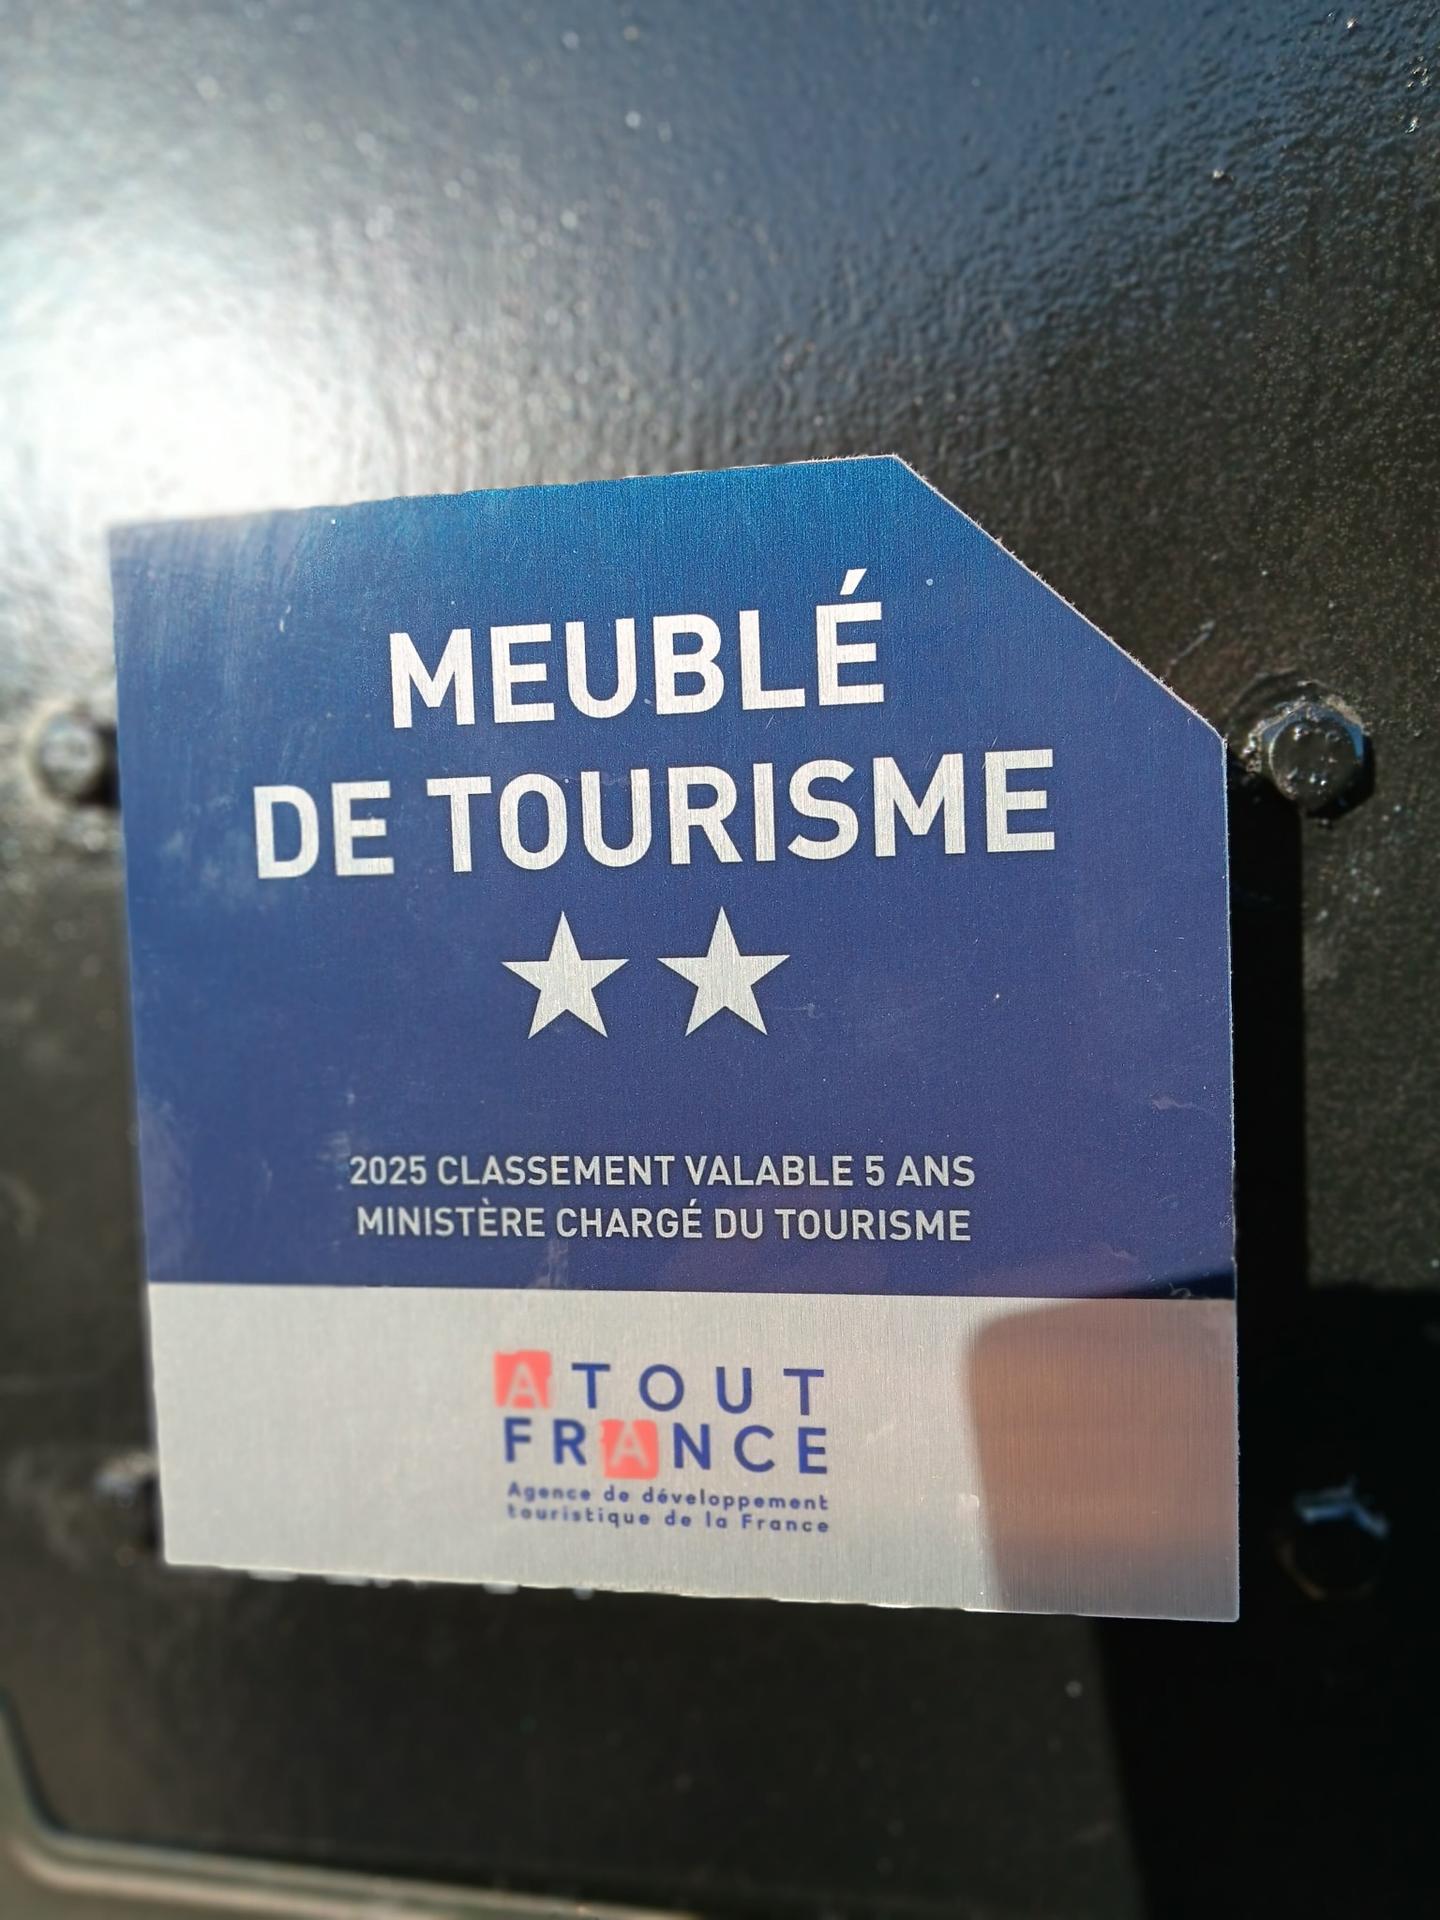 MEUBLÉ
DE TOURISME
★★
2025 CLASSEMENT VALABLE 5 ANS
MINISTÈRE CHARGÉ DU TOURISME
ATOUT
FRANCE
Agence de développement
touristique de la France